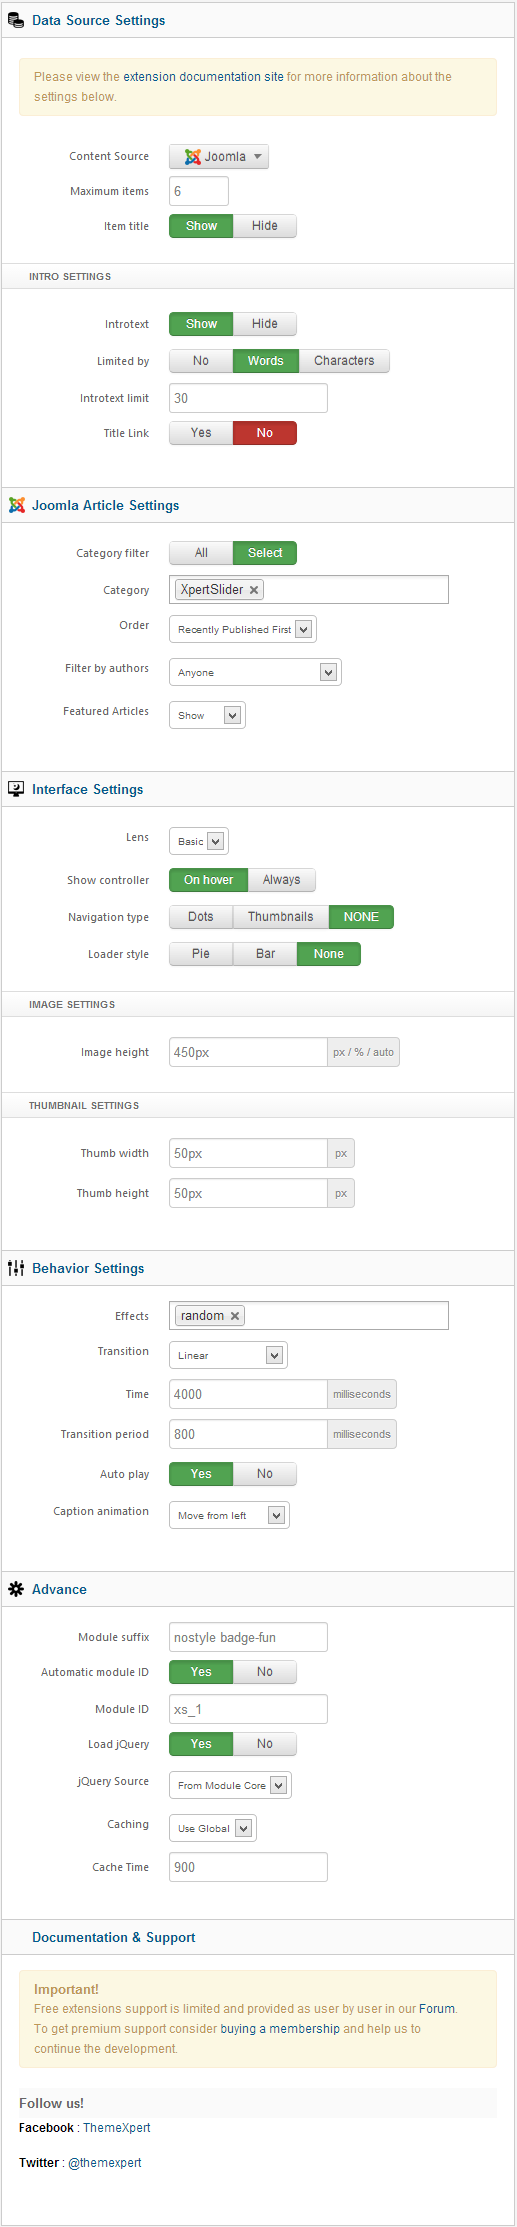 Data Source Settings
Please view the extension documentation site for more information about the
settings below.
Content Source Joomla
Maximum items 6
Item title Show Hide
INTRO SETTINGS
Introtext Show Hide
Limited by No Words Characters
Introtext limit 30
Title Link Yes No
Joomla Article Settings
Category filter All Select
Category XpertSlider
Order Recently Published First
Filter by authors Anyone
Featured Articles Show
Interface Settings
Lens Basic
Show controller On hover Always
Navigation type Dots Thumbnails NONE
Loader style Pie Bar None
IMAGE SETTINGS
Image height 450px px / % / auto
THUMBNAIL SETTINGS
Thumb width 50px px
Thumb height 50px px
Behavior Settings
Effects random
Transition Linear
Time 4000 milliseconds
Transition period 800 milliseconds
Auto play Yes No
Caption animation Move from left
Advance
Module suffix nostyle badge-fun
Automatic module ID Yes No
Module ID xs_1
Load jQuery Yes No
jQuery Source From Module Core
Caching Use Global
Cache Time 900
Documentation & Support
Important!
Free extensions support is limited and provided as user by user in our Forum.
To get premium support consider buying a membership and help us to
continue the development.
Follow us!
Facebook : ThemeXpert
Twitter : @themexpert